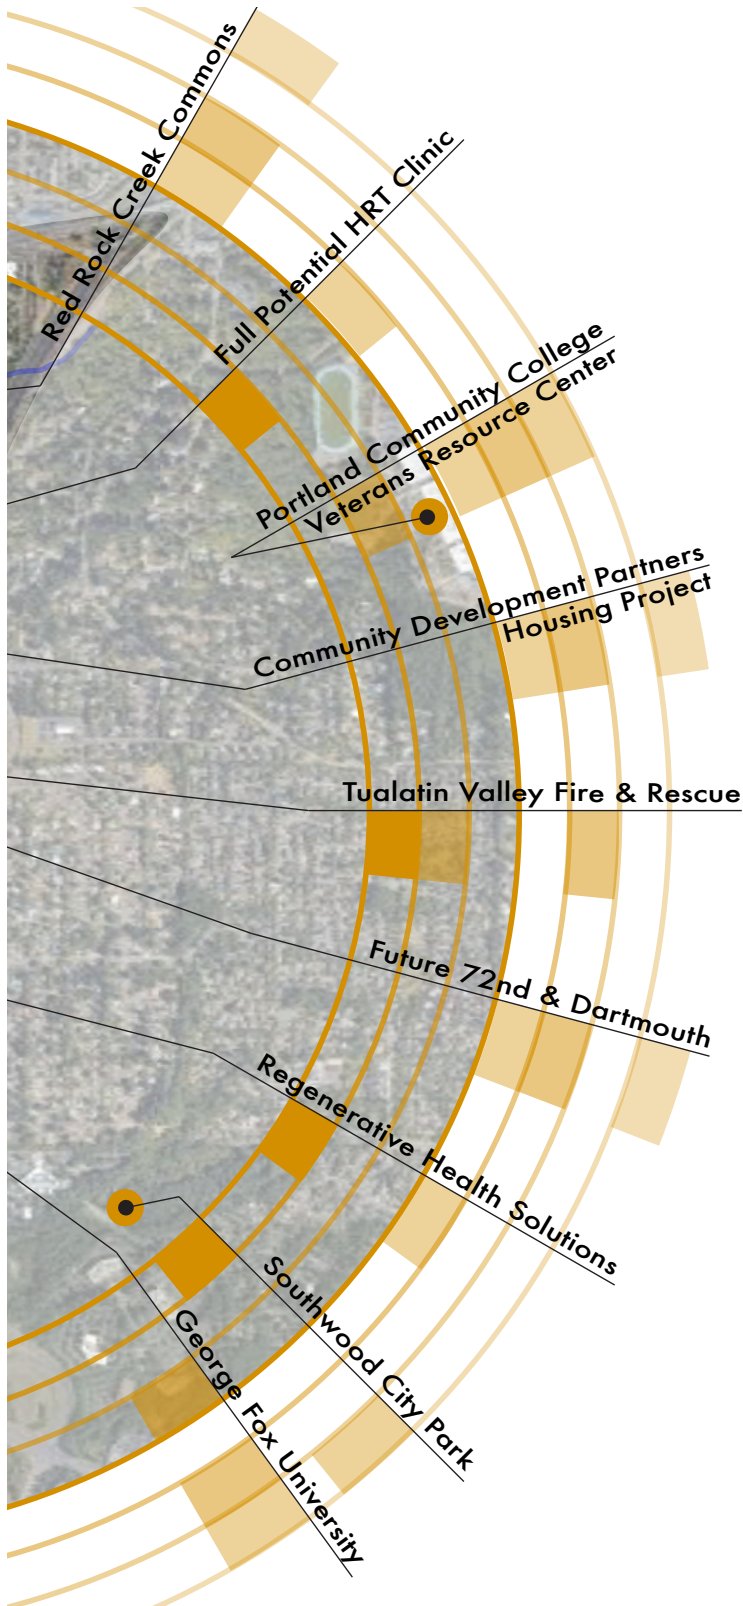 Red Rock Creek Commons
Full Potential HRT Clinic
Portland Community College
Veterans Resource Center
Community Development Partners
Housing Project
Tualatin Valley Fire & Rescue
Future 72nd & Dartmouth
Regenerative Health Solutions
Southwood City Park
George Fox University